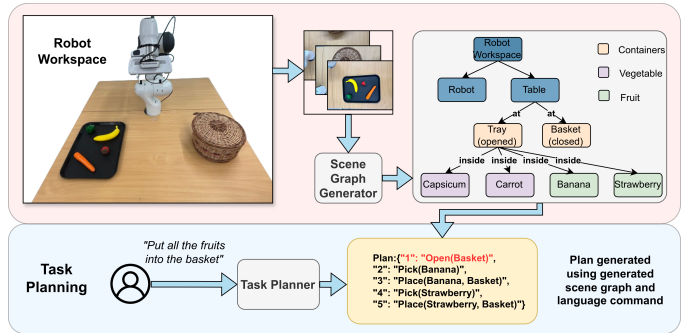 Robot
Workspace
Scene
Graph
Generator
Robot
Workspace
Robot
Table
at
at
Tray
(opened)
Basket
(closed)
inside
inside
inside
inside
Capsicum
Carrot
Banana
Strawberry
Containers
Vegetable
Fruit
Task
Planning
"Put all the fruits
into the basket"
Task Planner
Plan:{"1": "Open(Basket)",
"2": "Pick(Banana)",
"3": "Place(Banana, Basket)",
"4": "Pick(Strawberry)",
"5": "Place(Strawberry, Basket)"}
Plan generated
using generated
scene graph and
language command